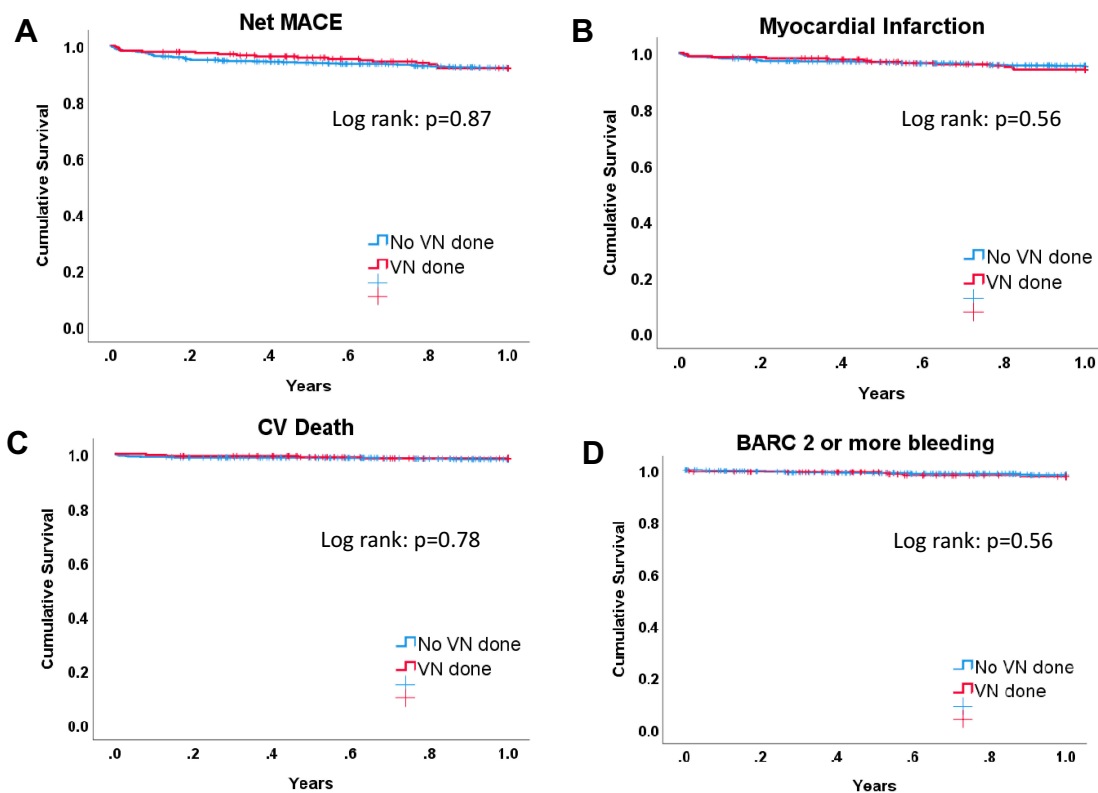 A
Net MACE
1.0
0.8
0.6
0.4
0.2
0.0
Cumulative Survival
Log rank: p=0.87
No VN done
VN done
.0 .2 .4 .6 .8 1.0
Years
B
Myocardial Infarction
1.0
0.8
0.6
0.4
0.2
0.0
Cumulative Survival
Log rank: p=0.56
No VN done
VN done
.0 .2 .4 .6 .8 1.0
Years
C
CV Death
1.0
0.8
0.6
0.4
0.2
0.0
Cumulative Survival
Log rank: p=0.78
No VN done
VN done
.0 .2 .4 .6 .8 1.0
Years
D
BARC 2 or more bleeding
1.0
0.8
0.6
0.4
0.2
0.0
Cumulative Survival
Log rank: p=0.56
No VN done
VN done
.0 .2 .4 .6 .8 1.0
Years